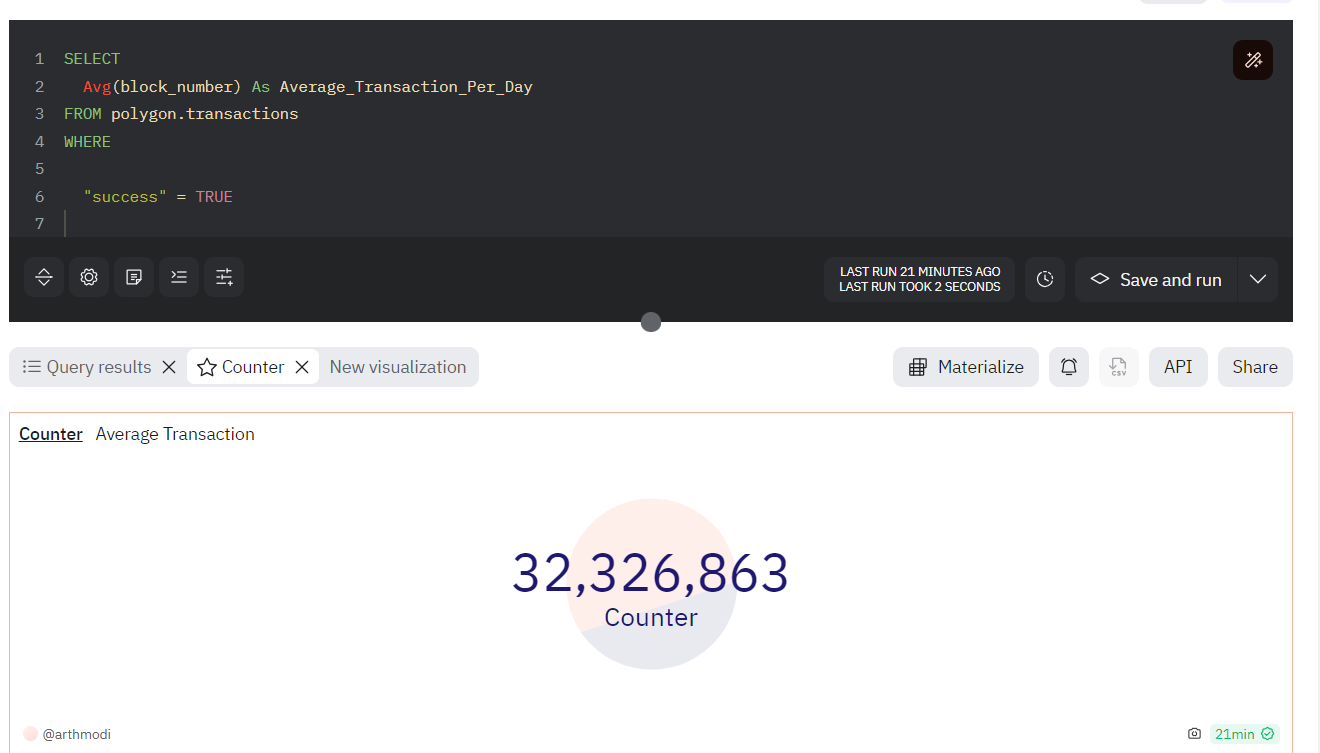 1 SELECT
2 Avg(block_number) As Average_Transaction_Per_Day
3 FROM polygon.transactions
4 WHERE
5
6 "success" = TRUE
7
LAST RUN 21 MINUTES AGO
LAST RUN TOOK 2 SECONDS
Save and run
Query results
Counter
New visualization
Materialize
CSV
API
Share
Counter Average Transaction
32,326,863
Counter
@arthmodi
21min